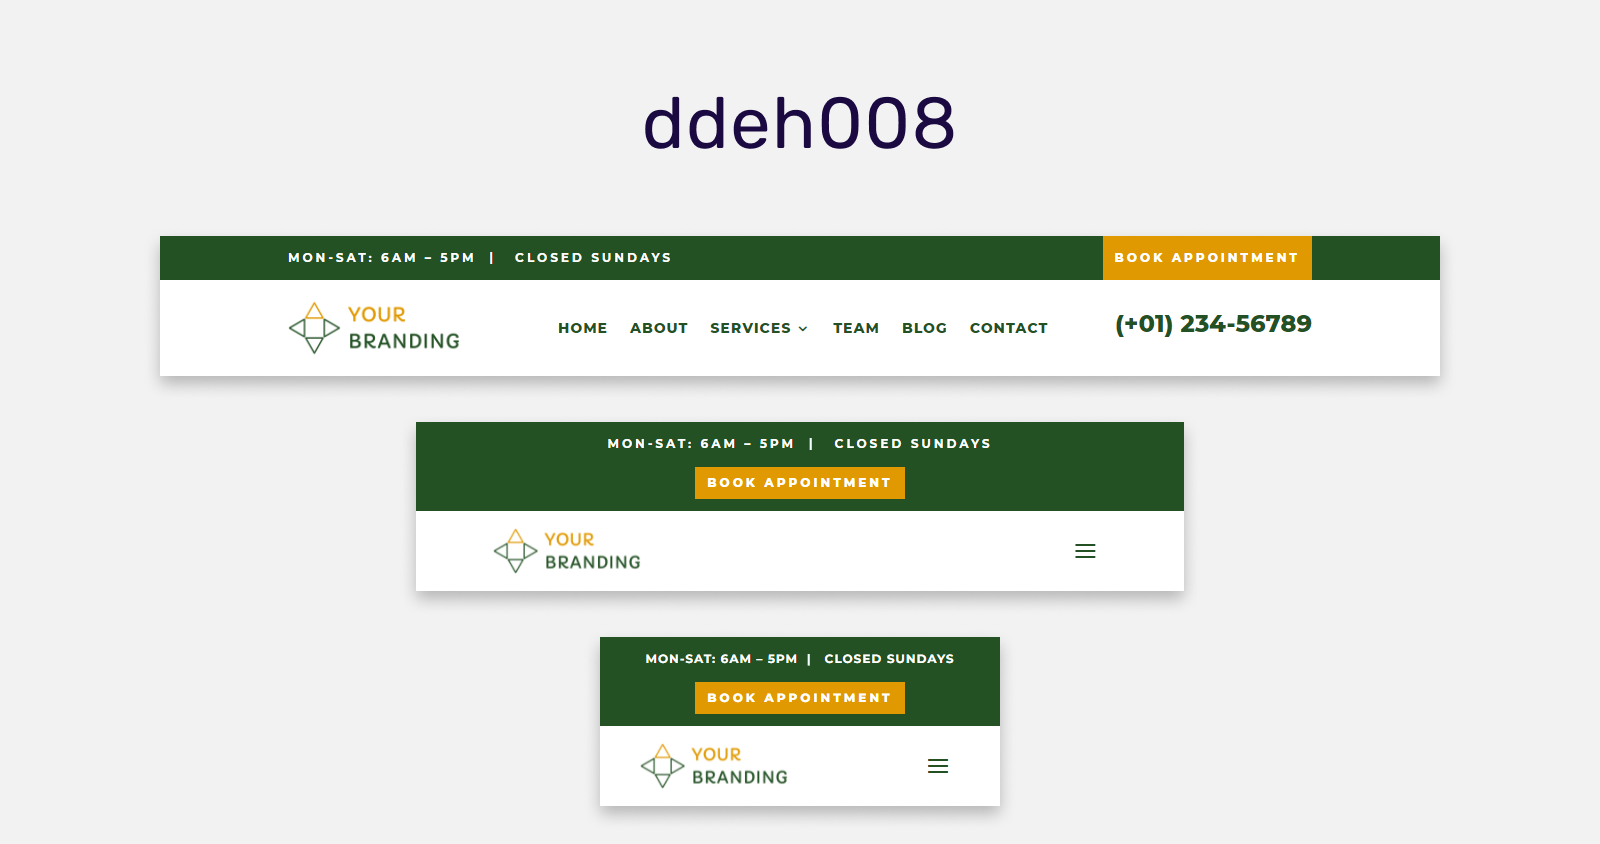 ddeh008
MON-SAT: 6AM – 5PM | CLOSED SUNDAYS
BOOK APPOINTMENT
YOUR
BRANDING
HOME ABOUT SERVICES TEAM BLOG CONTACT
(+01) 234-56789
MON-SAT: 6AM – 5PM | CLOSED SUNDAYS
BOOK APPOINTMENT
YOUR
BRANDING
MON-SAT: 6AM – 5PM | CLOSED SUNDAYS
BOOK APPOINTMENT
YOUR
BRANDING